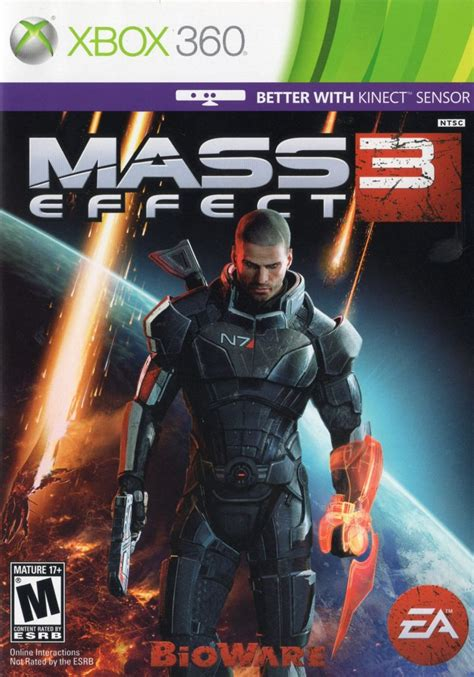 XBOX 360
BETTER WITH KINECT™ SENSOR
NTSC
MASS 3
EFFECT
N7
MATURE 17+
M
CONTENT RATED BY
ESRB
Online Interactions
Not Rated by the ESRB
BIOWARE
EA